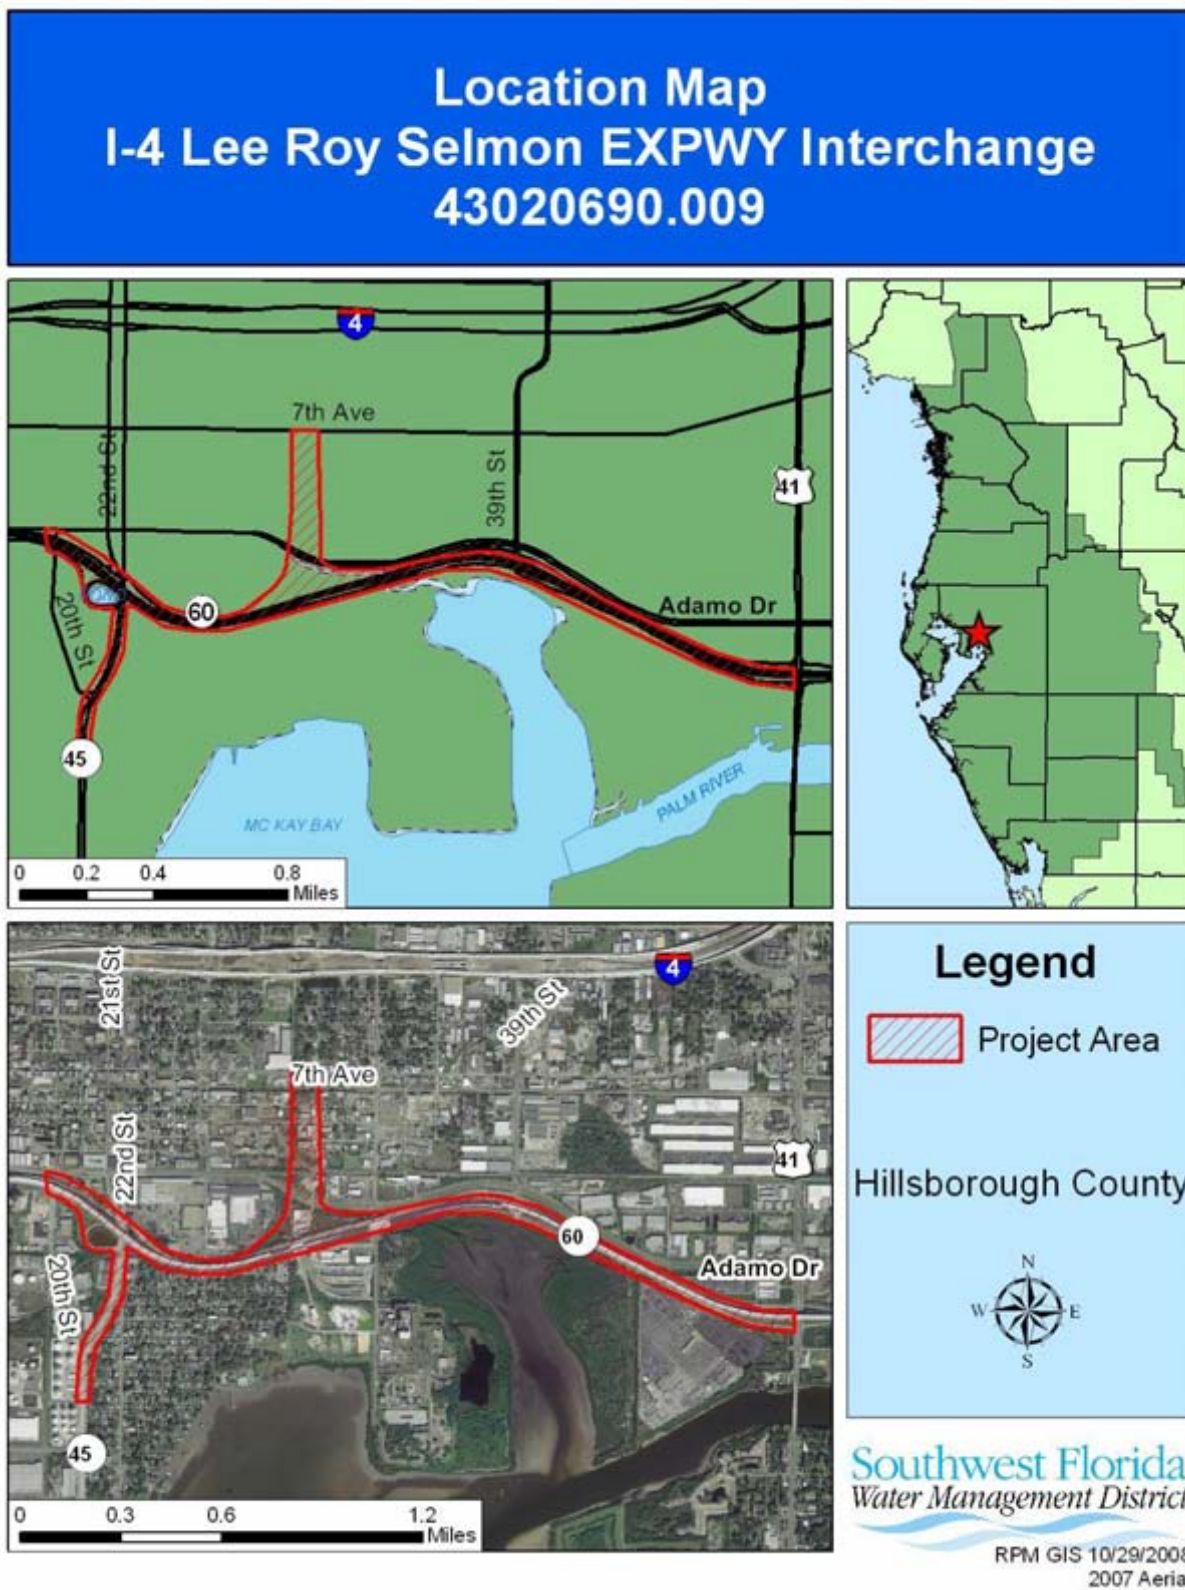 Location Map
I-4 Lee Roy Selmon EXPWY Interchange
43020690.009
4
7th Ave
22nd St
39th St
41
20th St
60
Adamo Dr
45
MC KAY BAY
PALM RIVER
0 0.2 0.4 0.8
Miles
21st St
4
39th St
7th Ave
22nd St
41
60
20th St
Adamo Dr
45
0 0.3 0.6 1.2
Miles
Legend
Project Area
Hillsborough County
N
W E
S
Southwest Florida
Water Management District
RPM GIS 10/29/2008
2007 Aeria